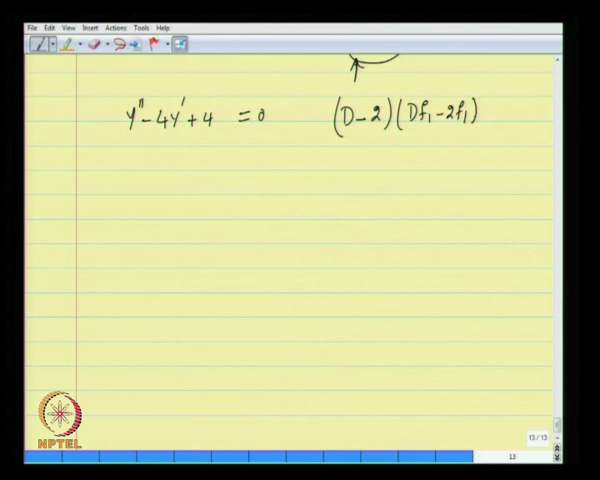 File Edit View Insert Actions Tools Help
y'' - 4y' + 4 = 0 (D - 2)(Df₁ - 2f₁)
NPTEL
13 / 13
13